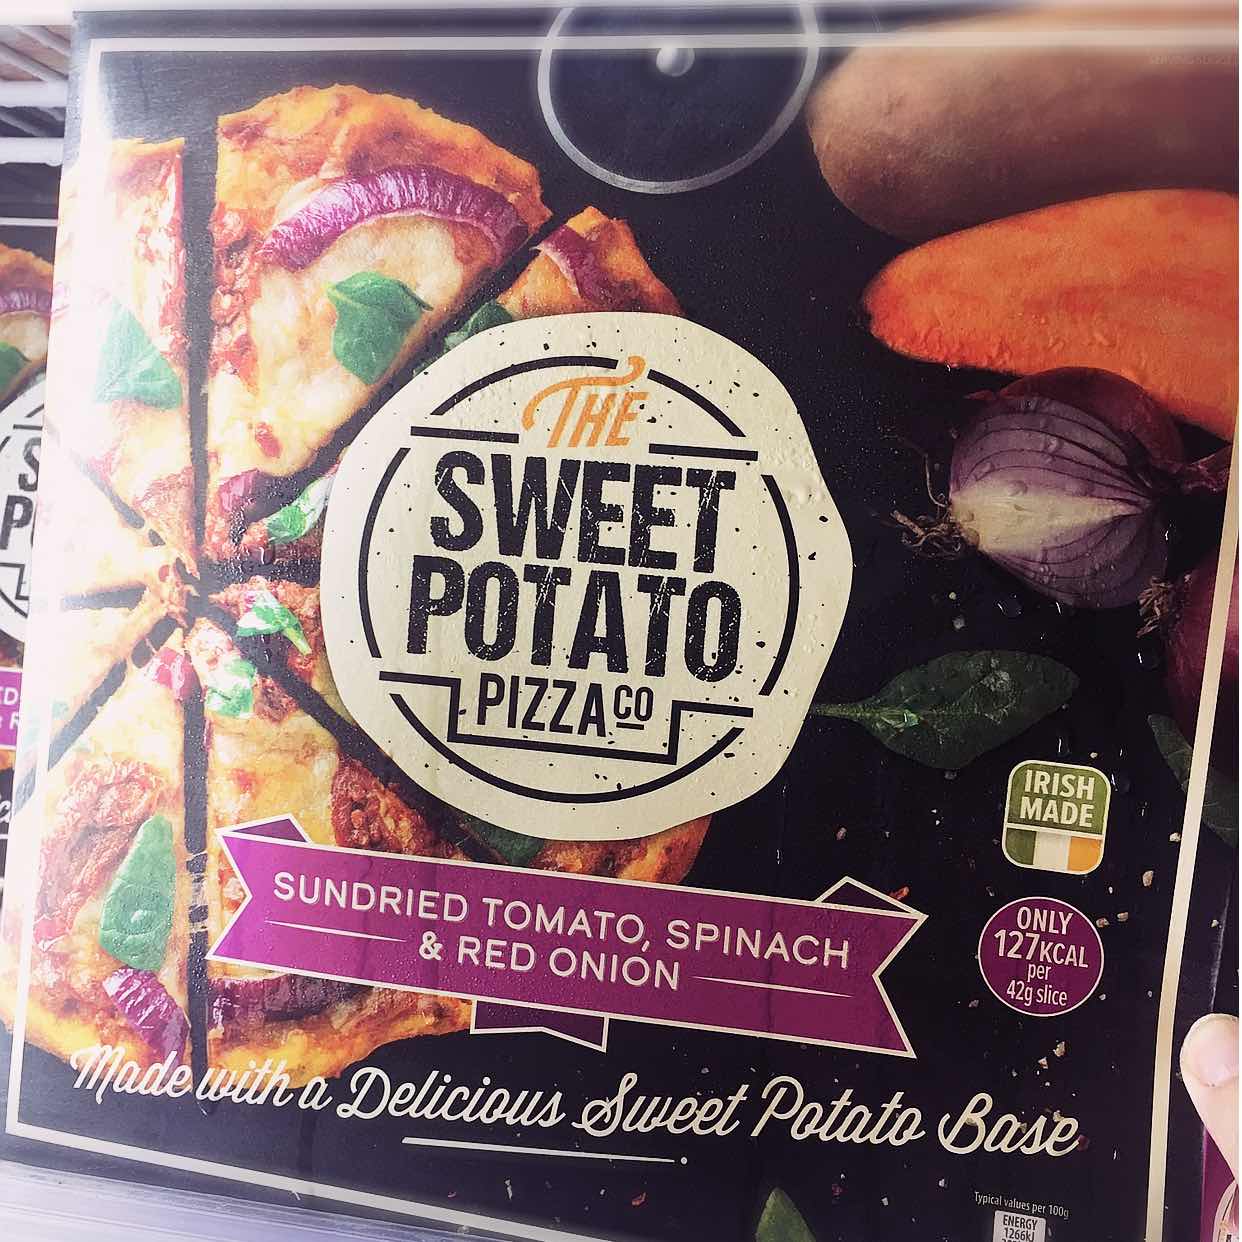 THE
SWEET
POTATO
PIZZA CO
IRISH
MADE
ONLY
127KCAL
per
42g slice
SUNDRIED TOMATO, SPINACH
& RED ONION
Made with a Delicious Sweet Potato Base
Typical values per 100g
ENERGY
1266kJ